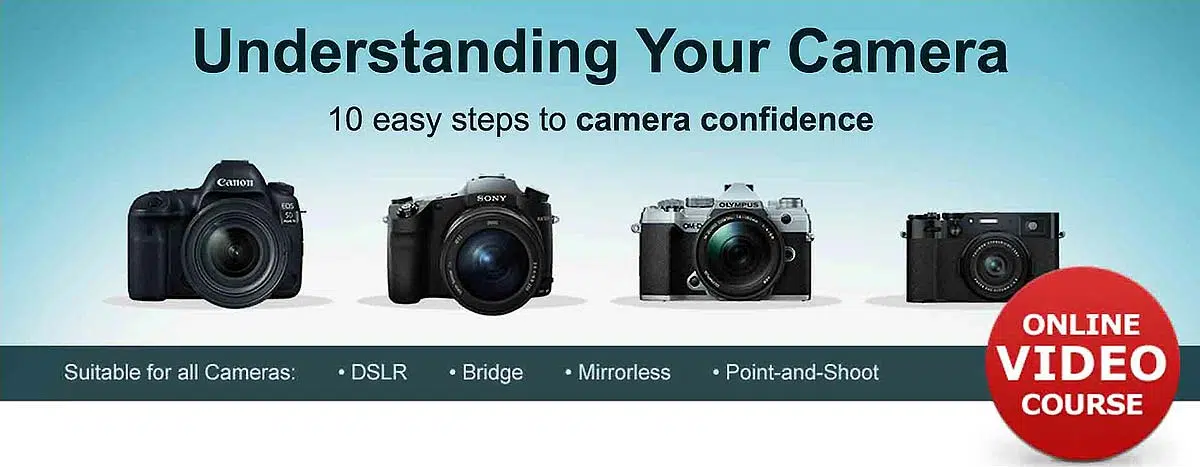 Understanding Your Camera
10 easy steps to camera confidence
Canon
EOS
5D
SONY
OLYMPUS
OM-D
Suitable for all Cameras: • DSLR • Bridge • Mirrorless • Point-and-Shoot
ONLINE
VIDEO
COURSE